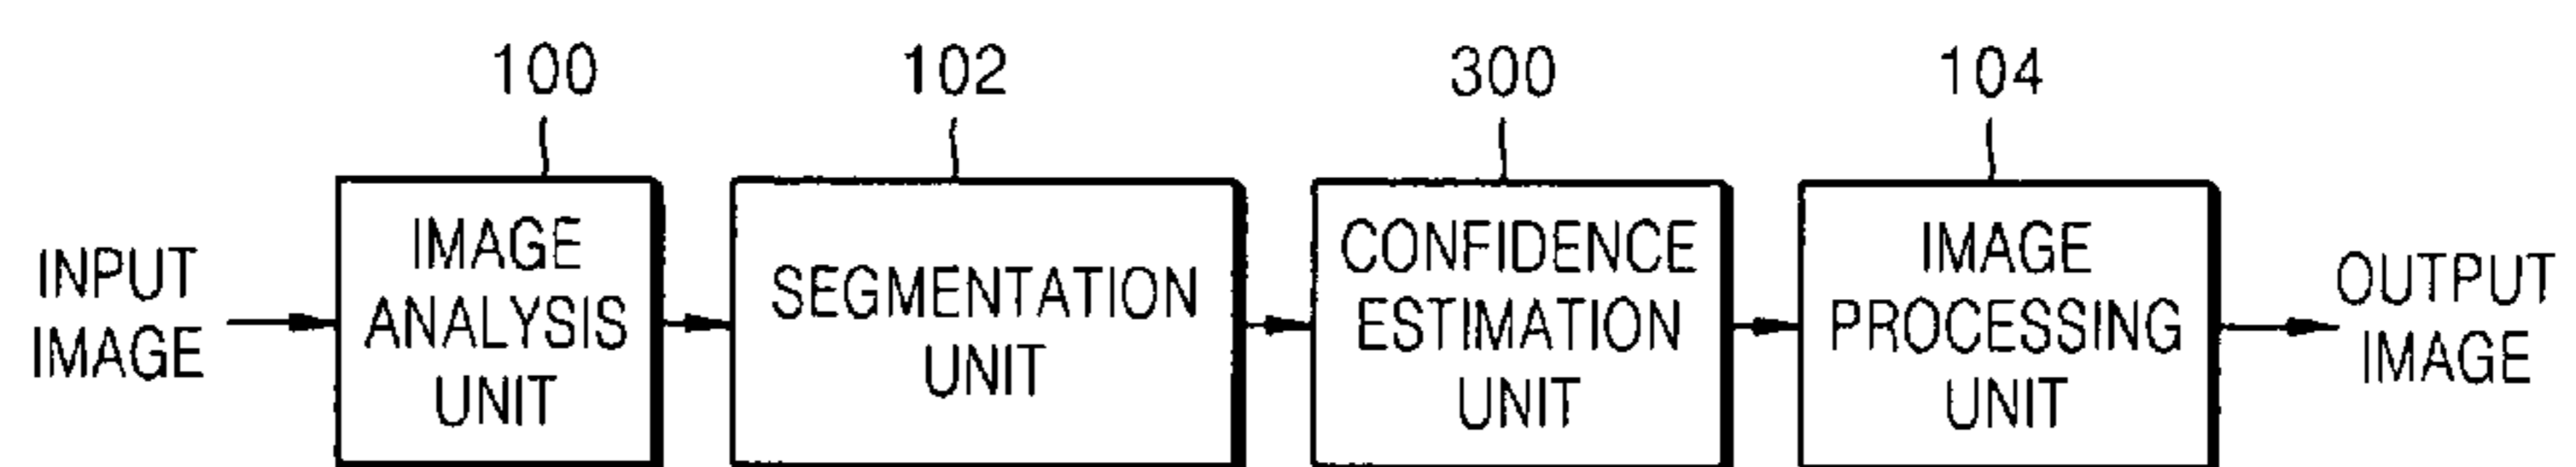 100
102
300
104
INPUT
IMAGE
IMAGE
ANALYSIS
UNIT
SEGMENTATION
UNIT
CONFIDENCE
ESTIMATION
UNIT
IMAGE
PROCESSING
UNIT
OUTPUT
IMAGE